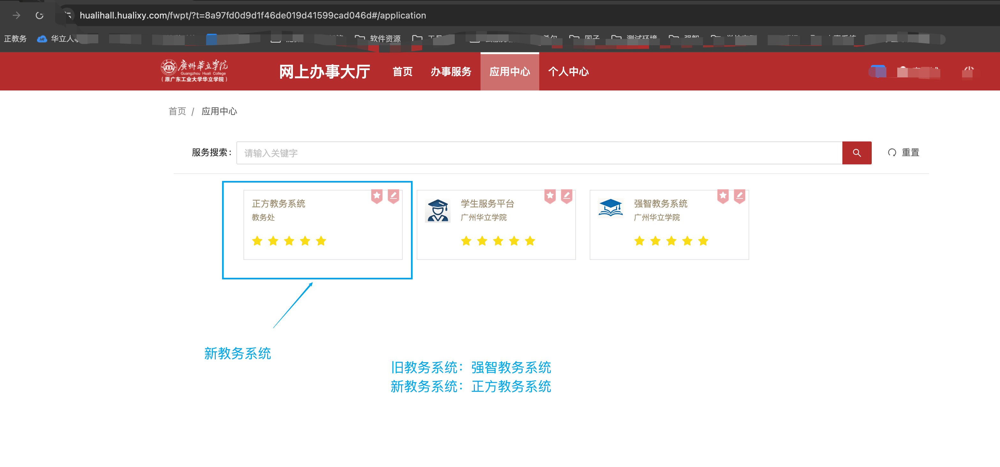 hualihall.hualixy.com/fwpt/?t=8a97fd0d9d1f46de019d41599cad046d#/application
正教务 华立人 软件资源
廣州华立学院
Guangzhou Huali College
（原广东工业大学华立学院）
网上办事大厅 首页 办事服务 应用中心 个人中心
首页 / 应用中心
服务搜索： 请输入关键字 重置
正方教务系统
教务处
学生服务平台
广州华立学院
强智教务系统
广州华立学院
新教务系统
旧教务系统：强智教务系统
新教务系统：正方教务系统